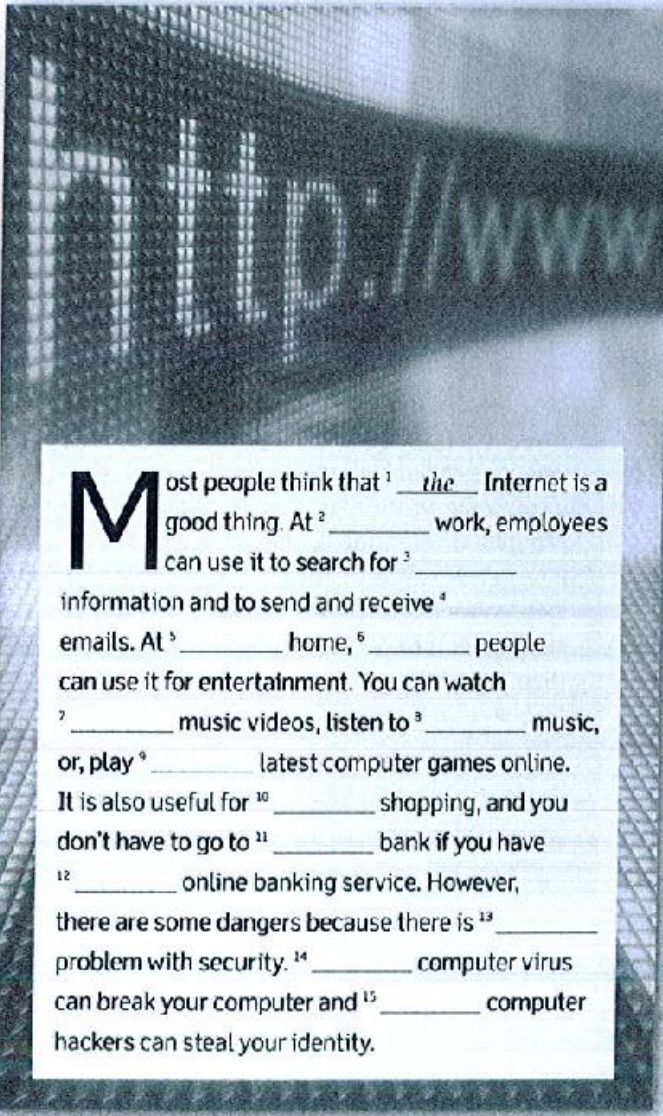 http://www
Most people think that ¹ the Internet is a
good thing. At ² ________ work, employees
can use it to search for ³ ________
information and to send and receive ⁴
emails. At ⁵ ________ home, ⁶ ________ people
can use it for entertainment. You can watch
⁷ ________ music videos, listen to ⁸ ________ music,
or, play ⁹ ________ latest computer games online.
It is also useful for ¹⁰ ________ shopping, and you
don't have to go to ¹¹ ________ bank if you have
¹² ________ online banking service. However,
there are some dangers because there is ¹³ ________
problem with security. ¹⁴ ________ computer virus
can break your computer and ¹⁵ ________ computer
hackers can steal your identity.